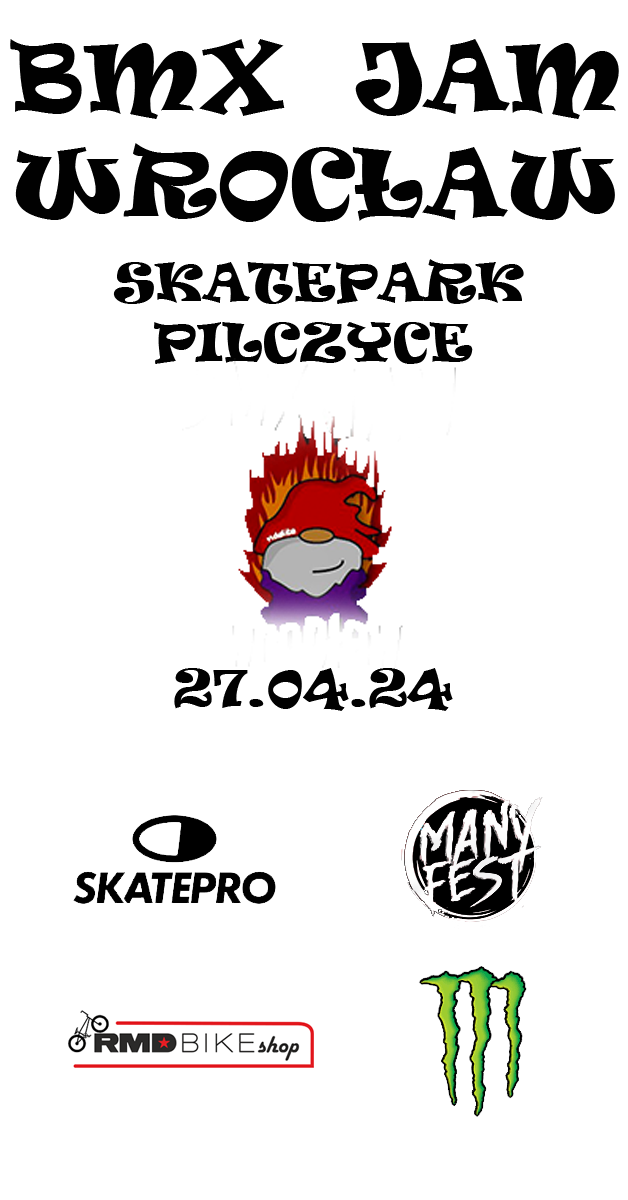 BMX JAM
WROCŁAW
SKATEPARK
PILCZYCE
27.04.24
SKATEPRO
MANY
FEST
RMD BIKE shop